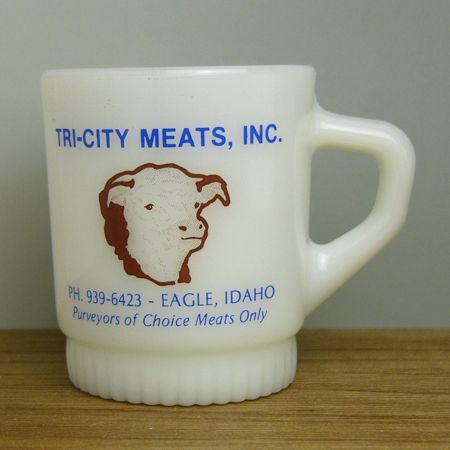 TRI-CITY MEATS, INC.
PH. 939-6423 - EAGLE, IDAHO
Purveyors of Choice Meats Only